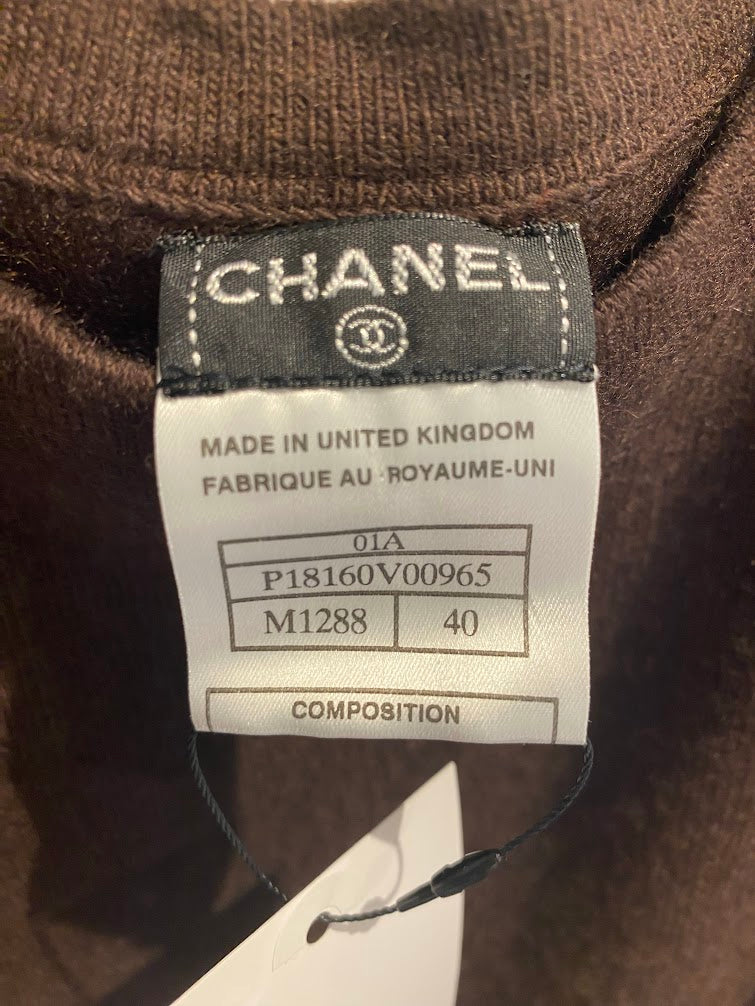 CHANEL
MADE IN UNITED KINGDOM
FABRIQUE AU ROYAUME-UNI
01A
P18160V00965
M1288 40
COMPOSITION